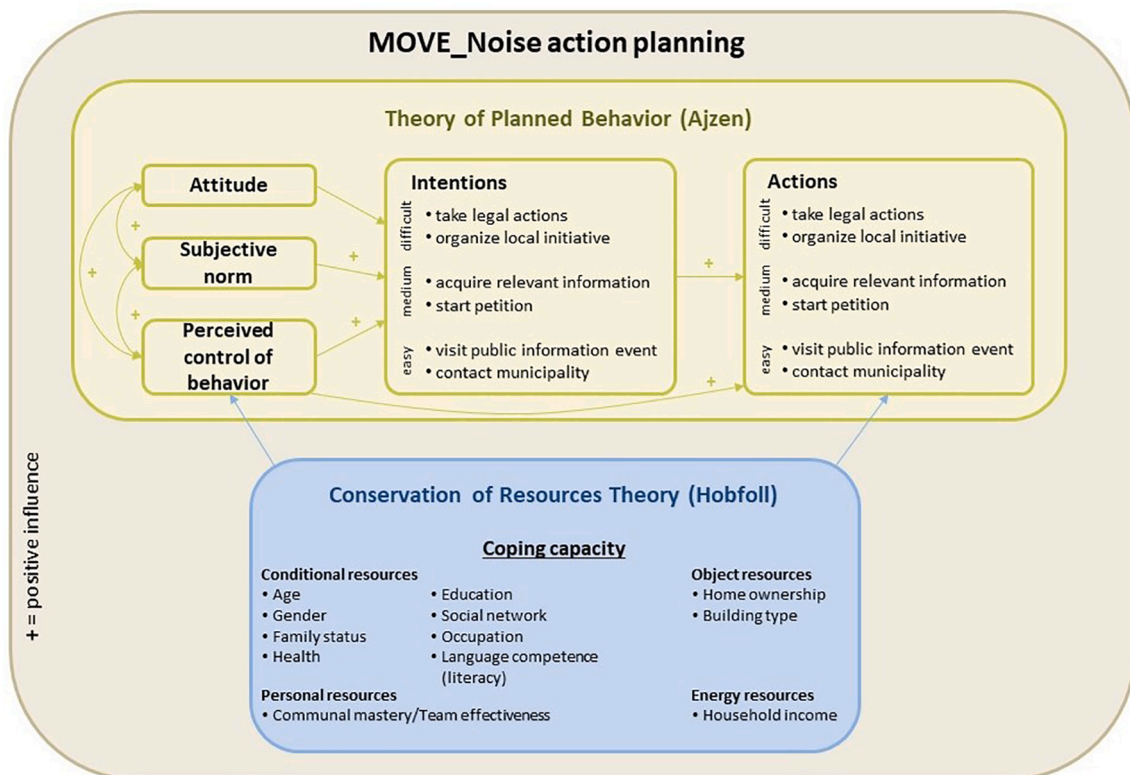 MOVE_Noise action planning
Theory of Planned Behavior (Ajzen)
Attitude
Subjective
norm
Perceived
control of
behavior
+
+
+
+
+
Intentions
difficult
• take legal actions
• organize local initiative
medium
• acquire relevant information
• start petition
easy
• visit public information event
• contact municipality
+
+
Actions
difficult
• take legal actions
• organize local initiative
medium
• acquire relevant information
• start petition
easy
• visit public information event
• contact municipality
+ = positive influence
Conservation of Resources Theory (Hobfoll)
Coping capacity
Conditional resources
• Age
• Gender
• Family status
• Health
• Education
• Social network
• Occupation
• Language competence
(literacy)
Object resources
• Home ownership
• Building type
Personal resources
• Communal mastery/Team effectiveness
Energy resources
• Household income